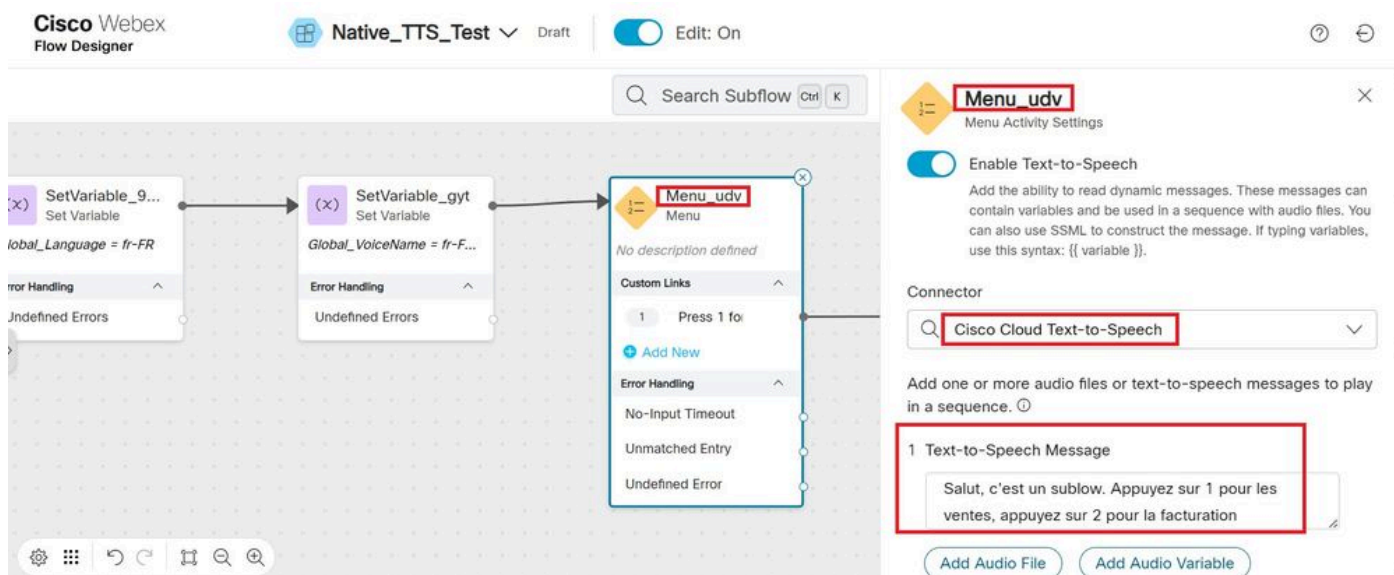 Cisco Webex
Flow Designer
Native_TTS_Test Draft
Edit: On
Search Subflow Ctrl K
SetVariable_9...
Set Variable
Global_Language = fr-FR
Error Handling
Undefined Errors
(x) SetVariable_gyt
Set Variable
Global_VoiceName = fr-F...
Error Handling
Undefined Errors
1 2 Menu_udv
Menu
No description defined
Custom Links
1 Press 1 for
Add New
Error Handling
No-Input Timeout
Unmatched Entry
Undefined Error
1 2 Menu_udv
Menu Activity Settings
Enable Text-to-Speech
Add the ability to read dynamic messages. These messages can
contain variables and be used in a sequence with audio files. You
can also use SSML to construct the message. If typing variables,
use this syntax: {{ variable }}.
Connector
Cisco Cloud Text-to-Speech
Add one or more audio files or text-to-speech messages to play
in a sequence.
1 Text-to-Speech Message
Salut, c'est un sublow. Appuyez sur 1 pour les
ventes, appuyez sur 2 pour la facturation
Add Audio File Add Audio Variable